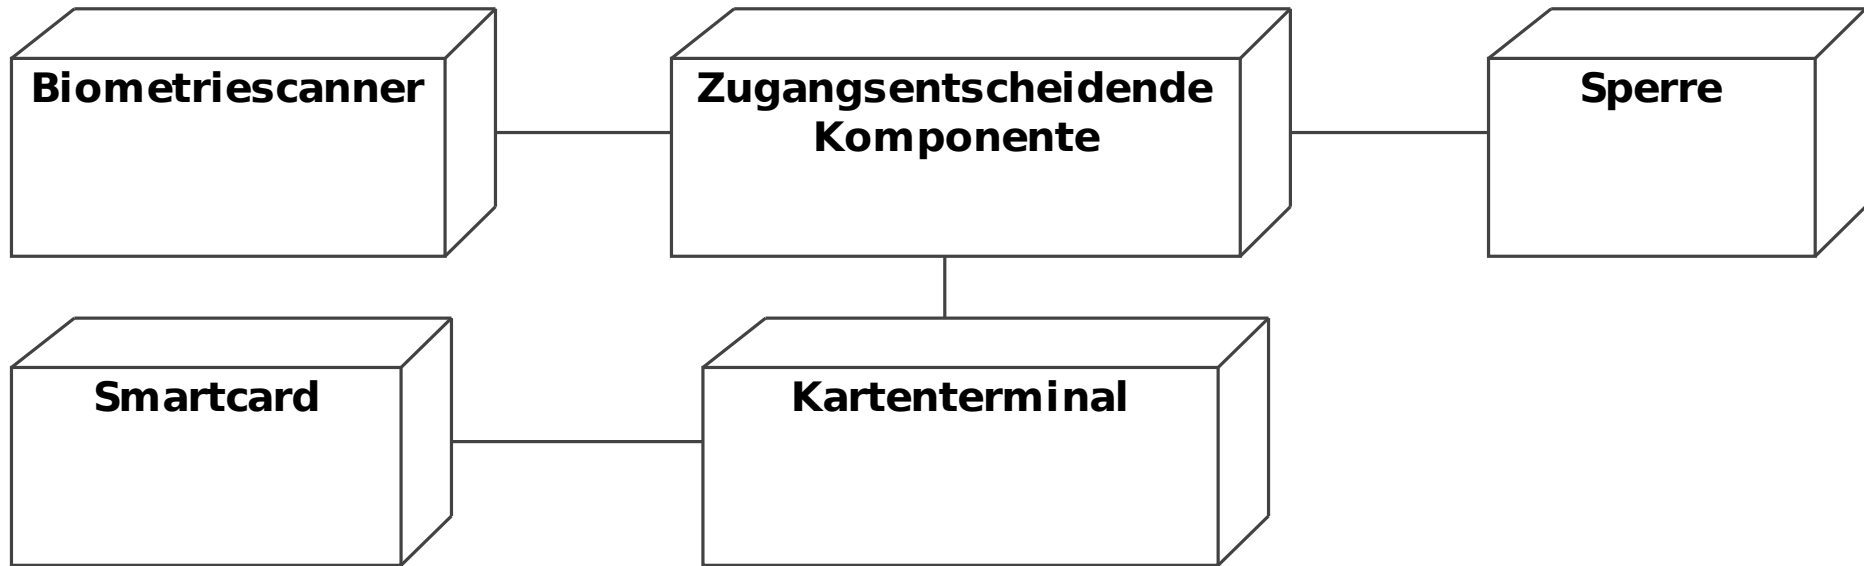 Biometriescanner
Zugangsentscheidende
Komponente
Sperre
Smartcard
Kartenterminal